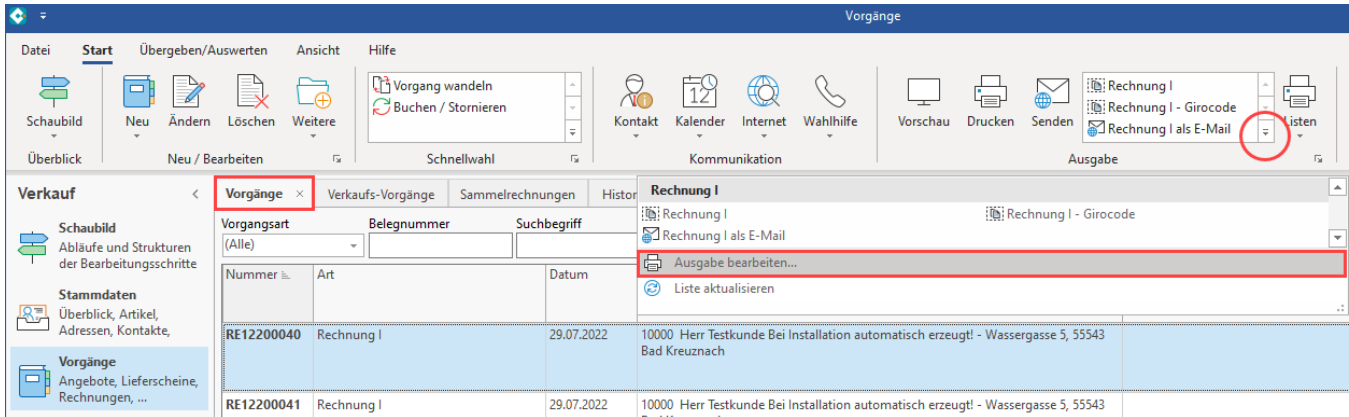 Vorgänge
Datei Start Übergeben/Auswerten Ansicht Hilfe
Schaubild
Neu Ändern Löschen Weitere
Vorgang wandeln
Buchen / Stornieren
Kontakt Kalender Internet Wahlhilfe
12
Vorschau Drucken Senden
Rechnung I
Rechnung I - Girocode
Rechnung I als E-Mail
Listen
Überblick Neu / Bearbeiten Schnellwahl Kommunikation Ausgabe
Verkauf
Schaubild
Abläufe und Strukturen
der Bearbeitungsschritte
Stammdaten
Überblick, Artikel,
Adressen, Kontakte,
Vorgänge
Angebote, Lieferscheine,
Rechnungen, ...
Vorgänge × Verkaufs-Vorgänge Sammelrechnungen Histor
Vorgangsart Belegnummer Suchbegriff
(Alle)
Nummer Art Datum
Rechnung I
Rechnung I Rechnung I - Girocode
Rechnung I als E-Mail
Ausgabe bearbeiten...
Liste aktualisieren
RE12200040 Rechnung I 29.07.2022 10000 Herr Testkunde Bei Installation automatisch erzeugt! - Wassergasse 5, 55543
Bad Kreuznach
RE12200041 Rechnung I 29.07.2022 10000 Herr Testkunde Bei Installation automatisch erzeugt! - Wassergasse 5, 55543